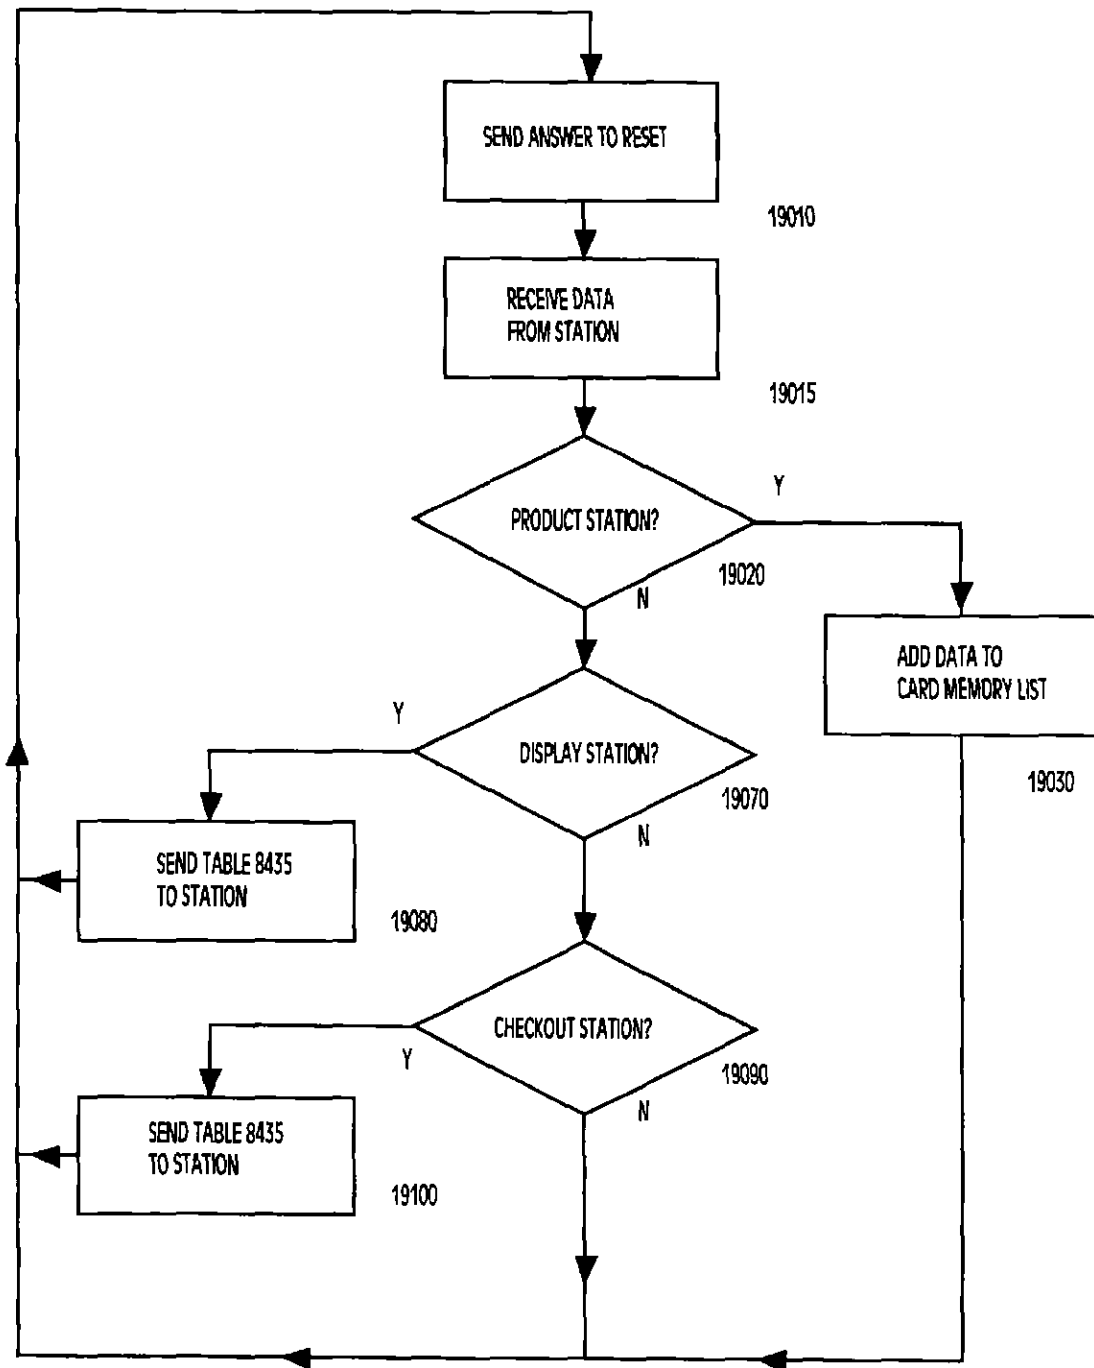 SEND ANSWER TO RESET
19010
RECEIVE DATA
FROM STATION
19015
PRODUCT STATION?
Y
19020
N
ADD DATA TO
CARD MEMORY LIST
19030
DISPLAY STATION?
Y
19070
N
SEND TABLE 8435
TO STATION
19080
CHECKOUT STATION?
Y
19090
N
SEND TABLE 8435
TO STATION
19100